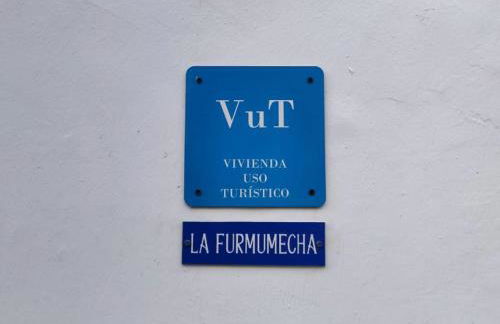 VuT
VIVIENDA
USO
TURÍSTICO
LA FURMUMECHA